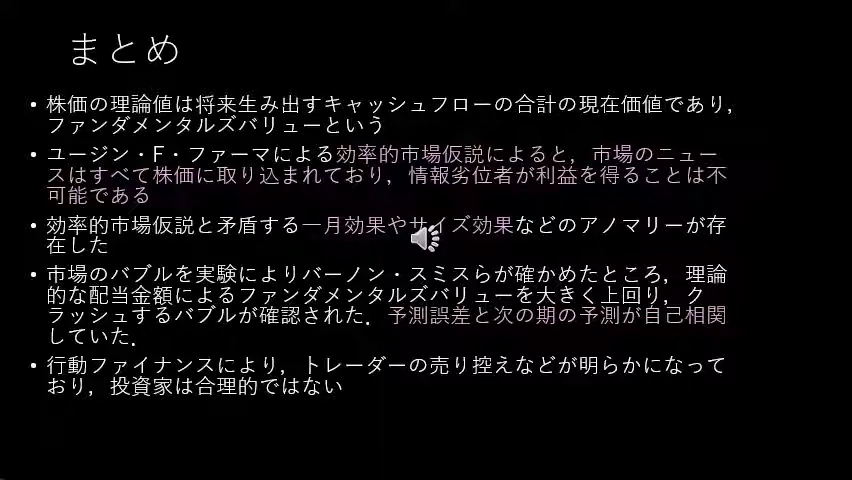 まとめ
• 株価の理論値は将来生み出すキャッシュフローの合計の現在価値であり，
ファンダメンタルズバリューという
• ユージン・F・ファーマによる効率的市場仮説によると，市場のニュー
スはすべて株価に取り込まれており，情報劣位者が利益を得ることは不
可能である
• 効率的市場仮説と矛盾する一月効果やサイズ効果などのアノマリーが存
在した
• 市場のバブルを実験によりバーノン・スミスらが確かめたところ，理論
的な配当金額によるファンダメンタルズバリューを大きく上回り，ク
ラッシュするバブルが確認された．予測誤差と次の期の予測が自己相関
していた．
• 行動ファイナンスにより，トレーダーの売り控えなどが明らかになって
おり，投資家は合理的ではない